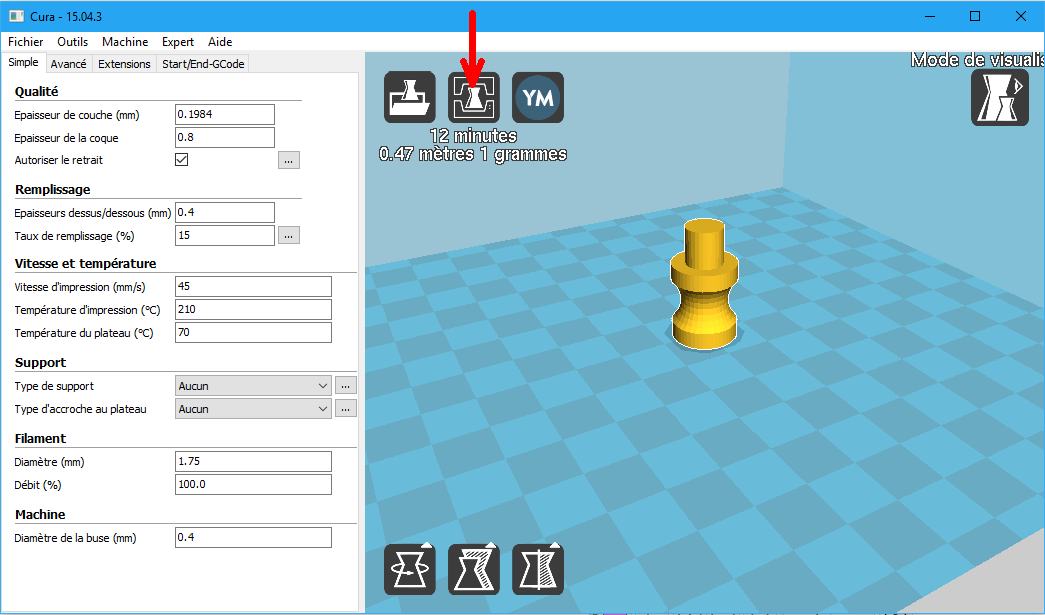 Cura - 15.04.3
Fichier Outils Machine Expert Aide
Simple Avancé Extensions Start/End-GCode
Qualité
Epaisseur de couche (mm) 0.1984
Epaisseur de la coque 0.8
Autoriser le retrait ...
Remplissage
Epaisseurs dessus/dessous (mm) 0.4
Taux de remplissage (%) 15 ...
Vitesse et température
Vitesse d'impression (mm/s) 45
Température d'impression (°C) 210
Température du plateau (°C) 70
Support
Type de support Aucun ...
Type d'accroche au plateau Aucun ...
Filament
Diamètre (mm) 1.75
Débit (%) 100.0
Machine
Diamètre de la buse (mm) 0.4
YM
12 minutes
0.47 mètres 1 grammes
Mode de visualis